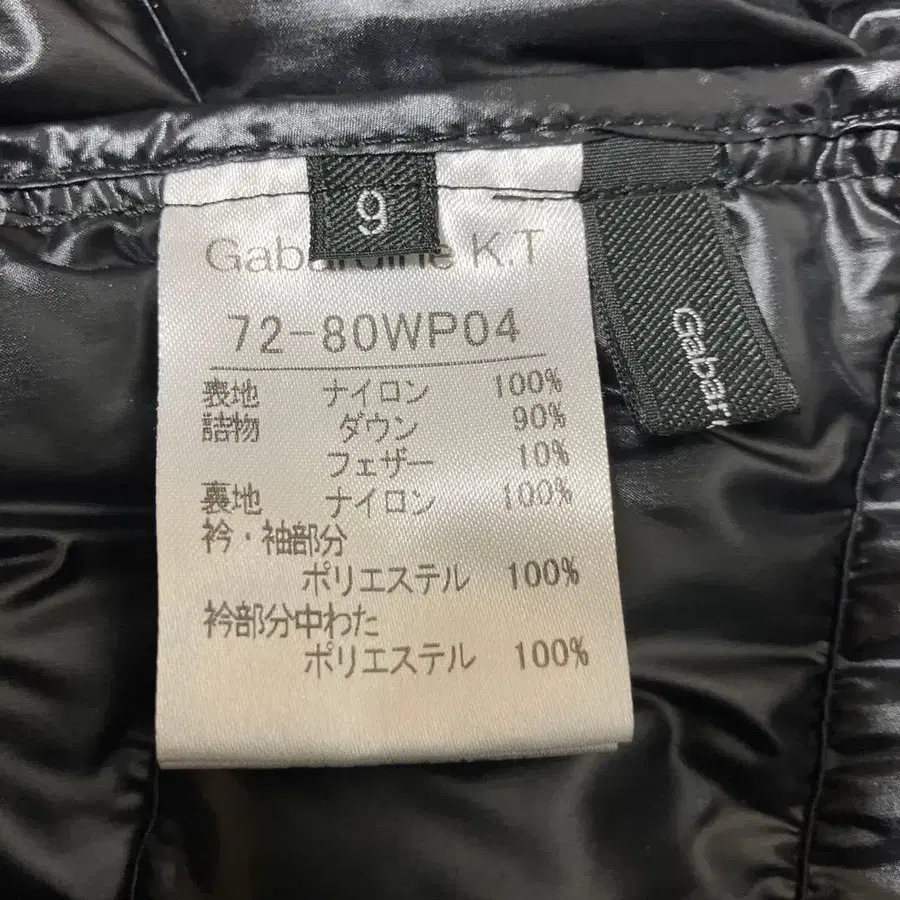 9
Gabardine K.T
72-80WP04
表地 ナイロン 100%
詰物 ダウン 90%
フェザー 10%
裏地 ナイロン 100%
衿・袖部分
ポリエステル 100%
衿部分中わた
ポリエステル 100%
Gabar